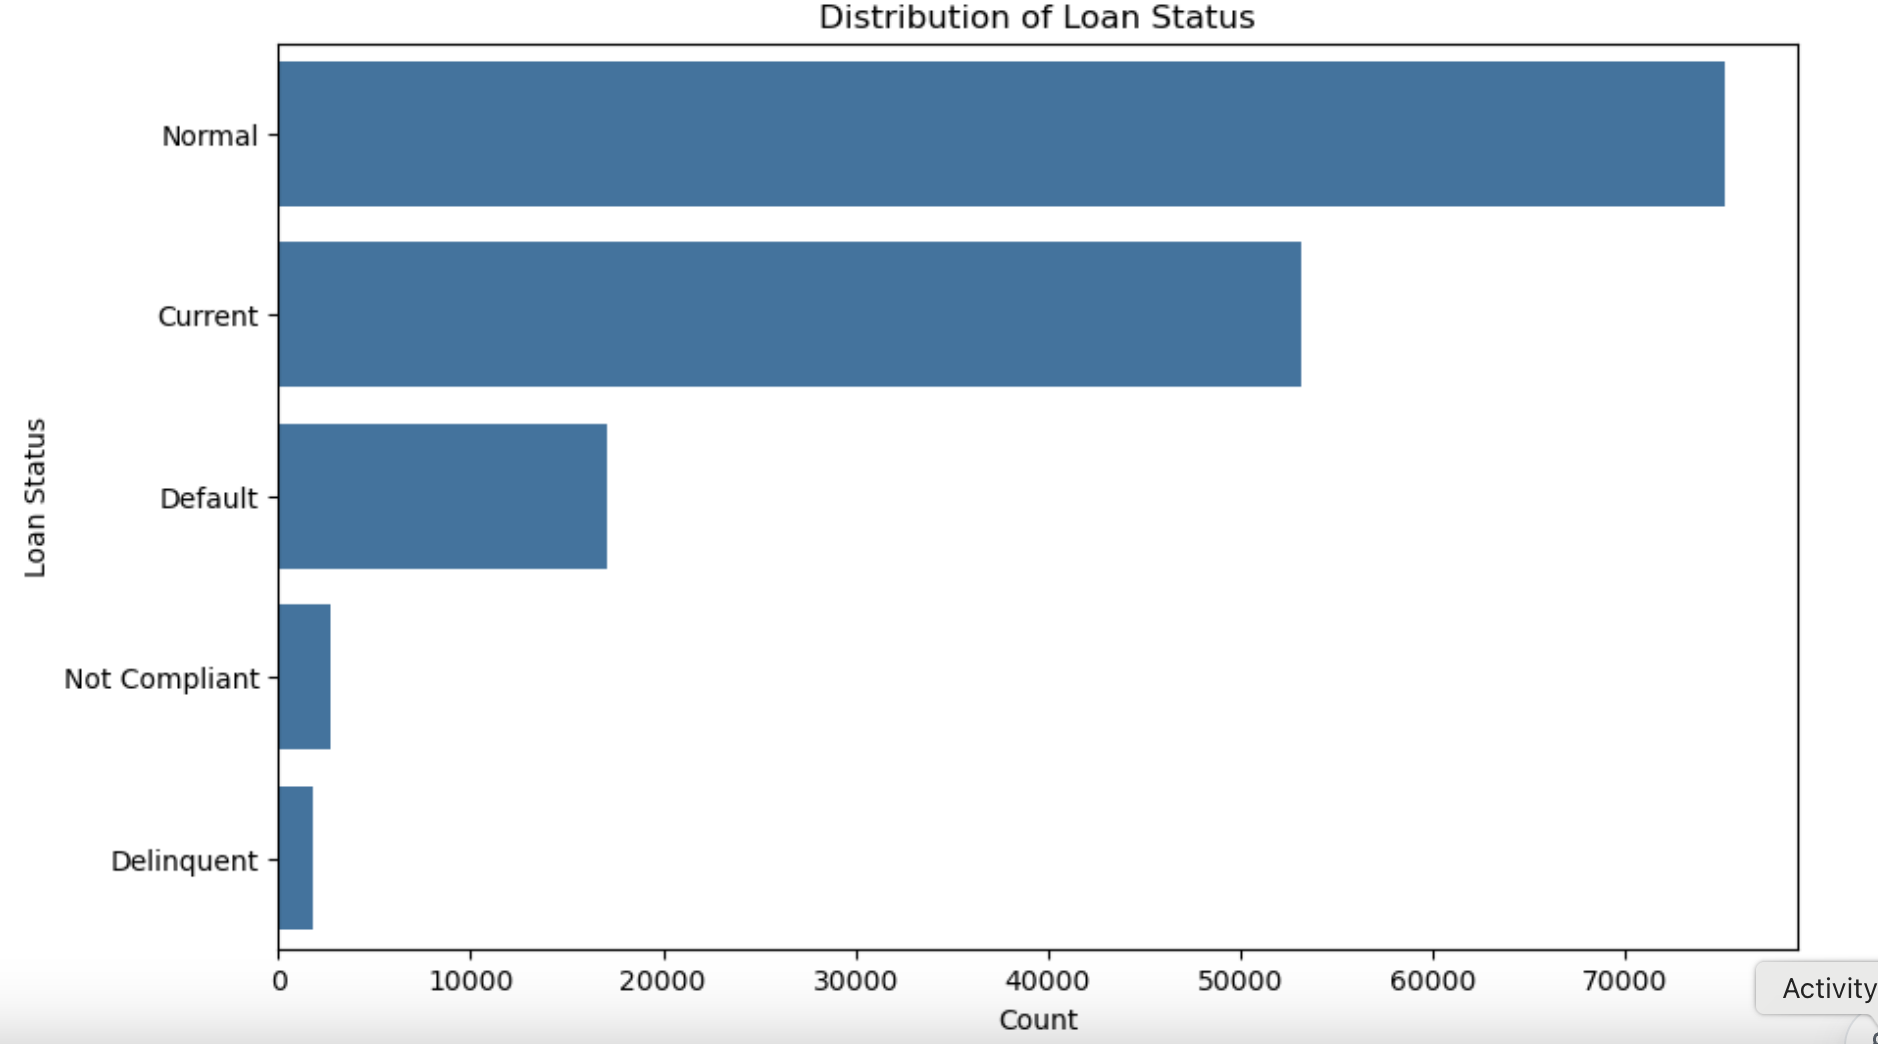 Distribution of Loan Status
Loan Status
Normal
Current
Default
Not Compliant
Delinquent
0 10000 20000 30000 40000 50000 60000 70000
Count
Activity